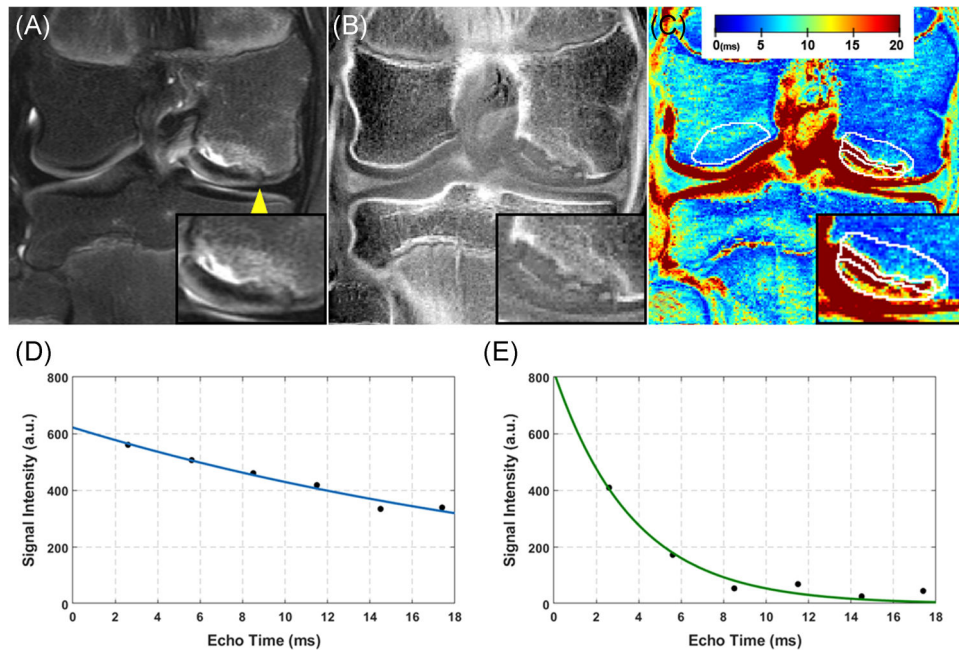 (A)
(B)
(C)
0(ms) 5 10 15 20
(D)
Signal Intensity (a.u.)
800
600
400
200
0
0 2 4 6 8 10 12 14 16 18
Echo Time (ms)
(E)
Signal Intensity (a.u.)
800
600
400
200
0
0 2 4 6 8 10 12 14 16 18
Echo Time (ms)